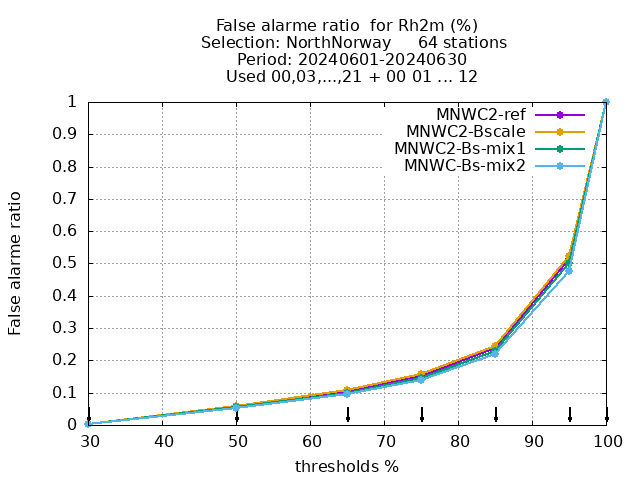 False alarme ratio  for Rh2m (%)
Selection: NorthNorway     64 stations
Period: 20240601-20240630
Used 00,03,...,21 + 00 01 ... 12
MNWC2-ref
MNWC2-Bscale
MNWC2-Bs-mix1
MNWC-Bs-mix2
False alarme ratio
1
0.9
0.8
0.7
0.6
0.5
0.4
0.3
0.2
0.1
0
30 40 50 60 70 80 90 100
thresholds %